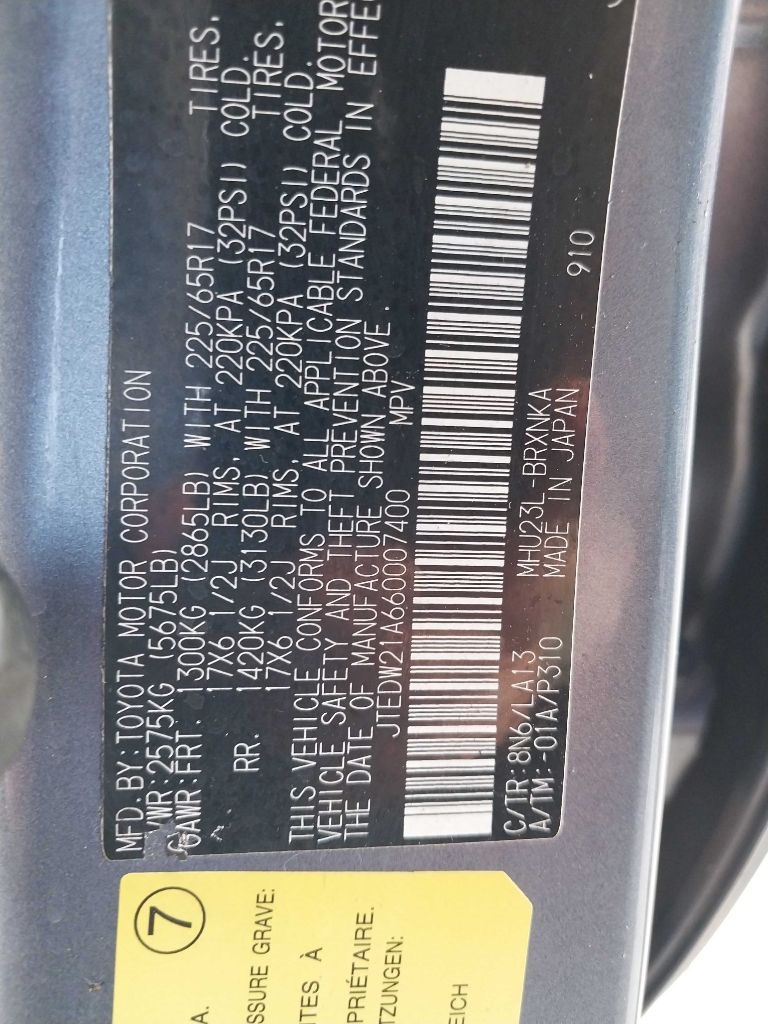 MFD. BY: TOYOTA MOTOR CORPORATION
VWR: 2575KG (5675LB)
GAWR: FRT. 1300KG (2865LB) WITH 225/65R17 TIRES,
17X6 1/2J RIMS, AT 220KPA (32PSI) COLD.
RR. 1420KG (3130LB) WITH 225/65R17 TIRES,
17X6 1/2J RIMS, AT 220KPA (32PSI) COLD.
THIS VEHICLE CONFORMS TO ALL APPLICABLE FEDERAL MOTOR
VEHICLE SAFETY AND THEFT PREVENTION STANDARDS IN EFFEC
THE DATE OF MANUFACTURE SHOWN ABOVE.
JTEDW21A660007400 MPV
C/TR: 8N6/LA13 MHU23L-BRXNKA
A/TM: -01A/P310 MADE IN JAPAN 910
7
A.
SSURE GRAVE:
ITES À
PRIÉTAIRE.
TZUNGEN:
EICH